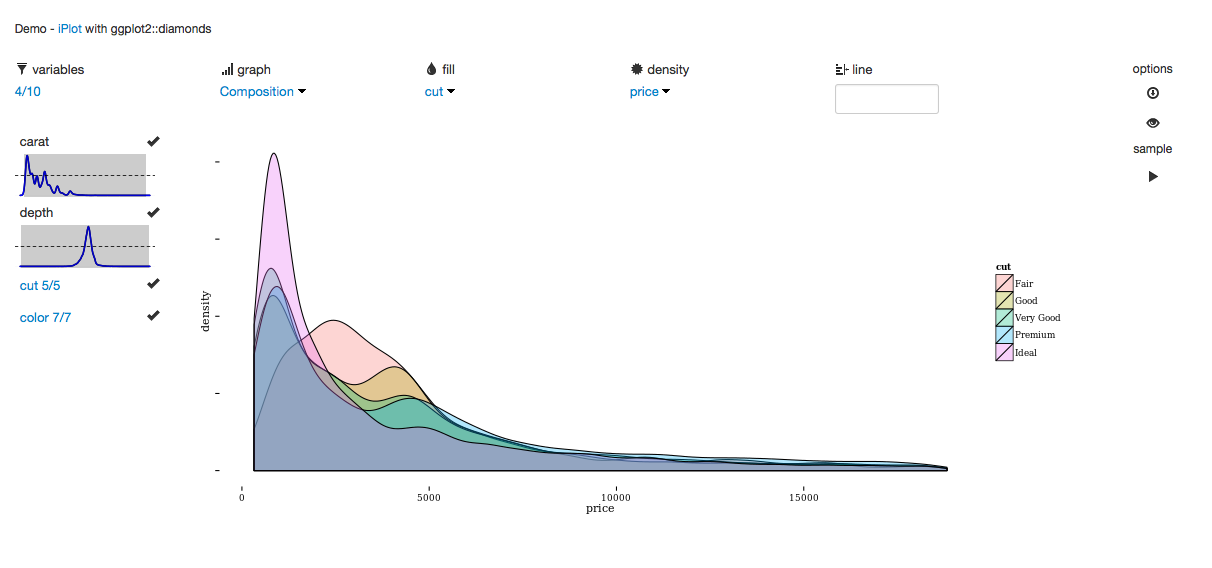 Demo - iPlot with ggplot2::diamonds
variables
graph
fill
density
line
options
4/10
Composition
cut
price
carat
sample
depth
cut 5/5
color 7/7
density
cut
Fair
Good
Very Good
Premium
Ideal
0
5000
10000
15000
price